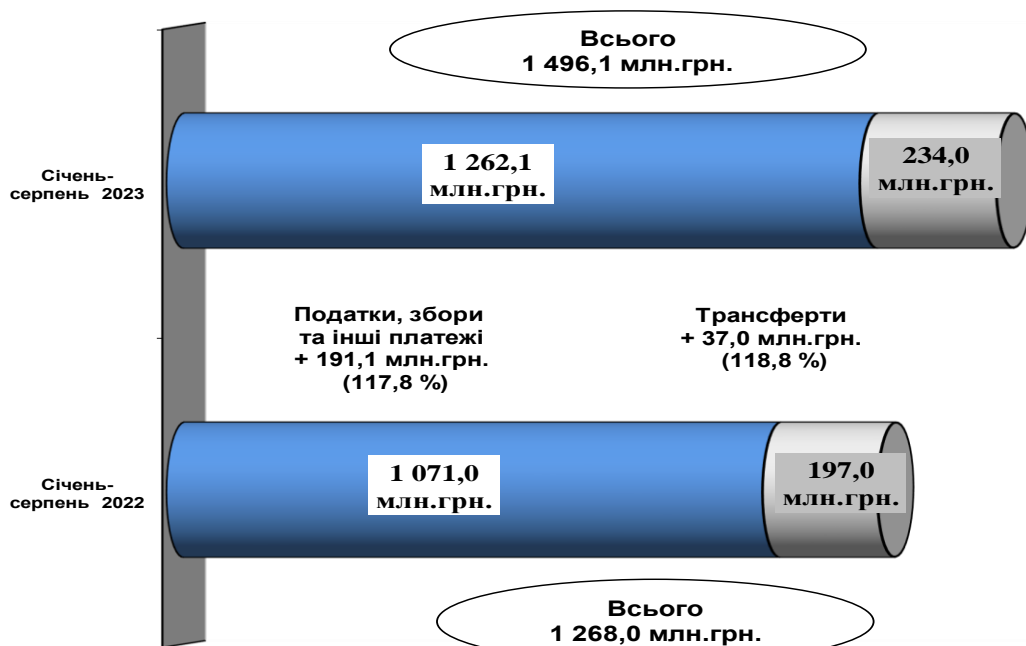 Всього
1 496,1 млн.грн.
Січень-
серпень 2023
1 262,1
млн.грн.
234,0
млн.грн.
Податки, збори
та інші платежі
+ 191,1 млн.грн.
(117,8 %)
Трансферти
+ 37,0 млн.грн.
(118,8 %)
Січень-
серпень 2022
1 071,0
млн.грн.
197,0
млн.грн.
Всього
1 268,0 млн.грн.